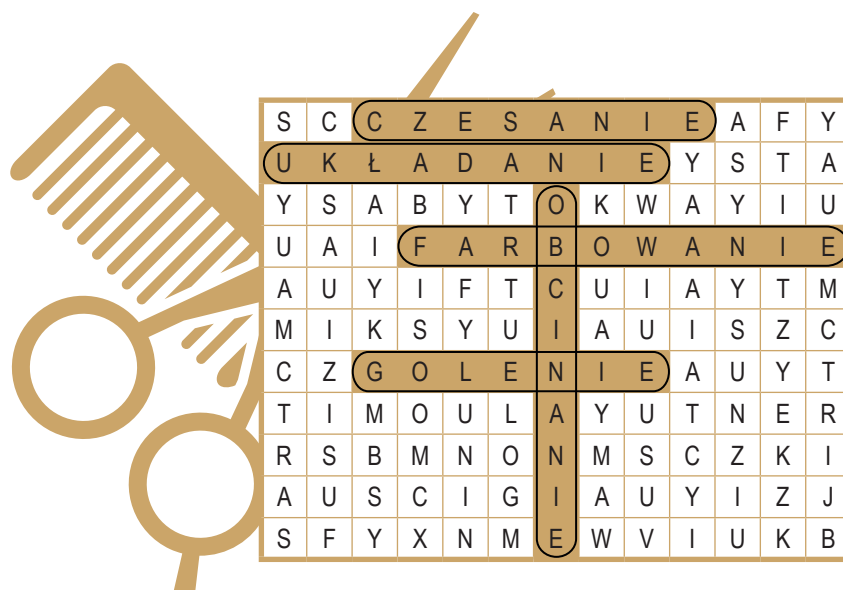 S C C Z E S A N I E A F Y
U K Ł A D A N I E Y S T A
Y S A B Y T O K W A Y I U
U A I F A R B O W A N I E
A U Y I F T C U I A Y T M
M I K S Y U I A U I S Z C
C Z G O L E N I E A U Y T
T I M O U L A Y U T N E R
R S B M N O N M S C Z K I
A U S C I G I A U Y I Z J
S F Y X N M E W V I U K B